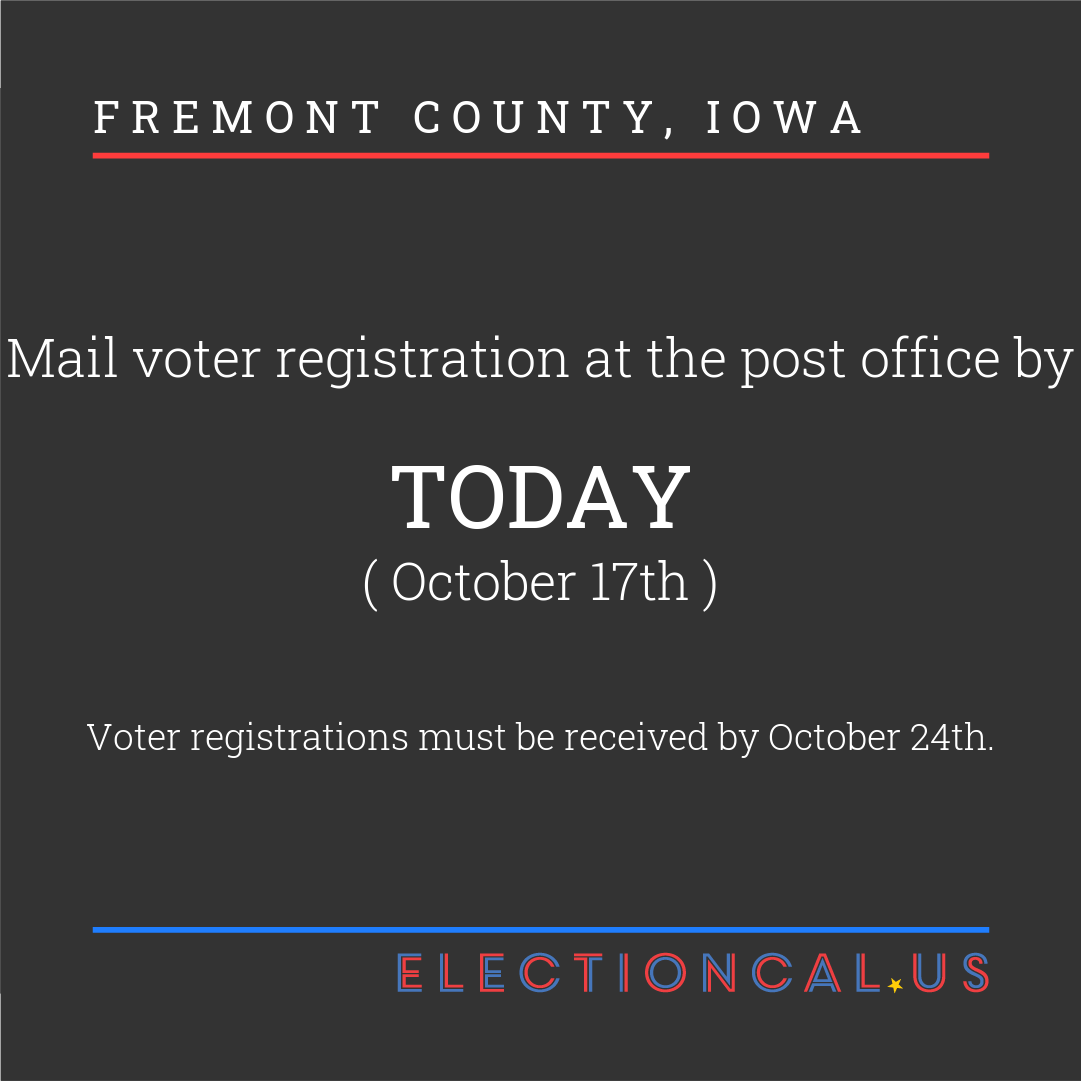 FREMONT COUNTY, IOWA
Mail voter registration at the post office by
TODAY
( October 17th )
Voter registrations must be received by October 24th.
ELECTIONCAL.US